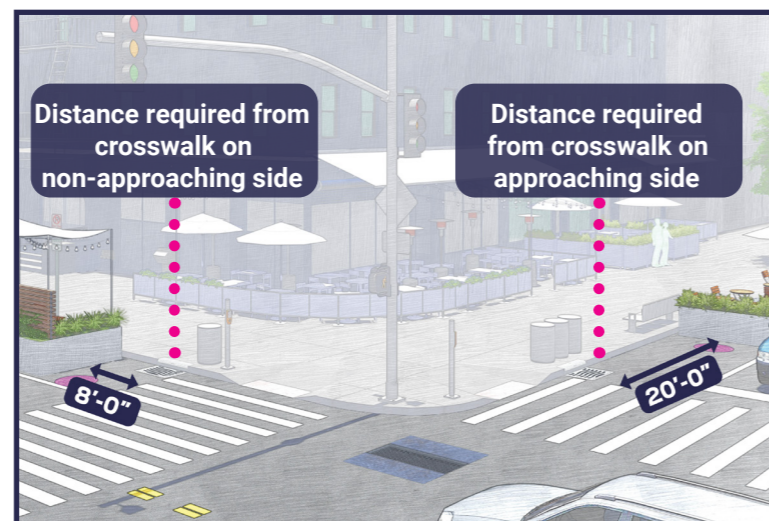 Distance required from
crosswalk on
non-approaching side
Distance required
from crosswalk on
approaching side
8'-0"
20'-0"